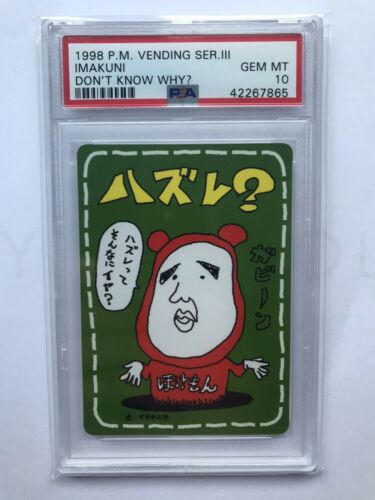 1998 P.M. VENDING SER.III
IMAKUNI
GEM MT
DON'T KNOW WHY?
10
PSA
42267865
ハズレ?
ハズレって
そんなにイヤ?
ガビーン
ぽけもん